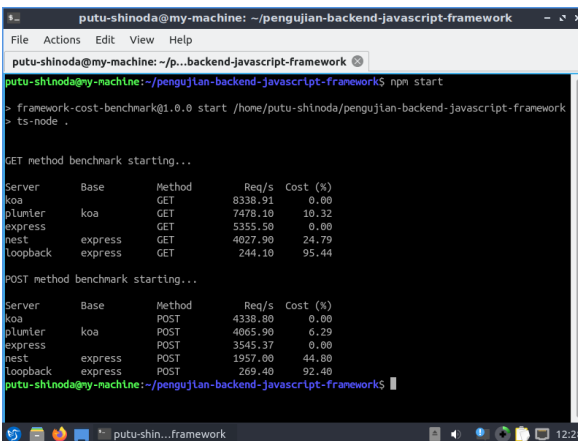 putu-shinoda@my-machine: ~/pengujian-backend-javascript-framework
File Actions Edit View Help
putu-shinoda@my-machine: ~/p...backend-javascript-framework
putu-shinoda@my-machine:~/pengujian-backend-javascript-framework$ npm start
> framework-cost-benchmark@1.0.0 start /home/putu-shinoda/pengujian-backend-javascript-framework
> ts-node .
GET method benchmark starting...
Server Base Method Req/s Cost (%)
koa GET 8338.91 0.00
plumier koa GET 7478.10 10.32
express GET 5355.50 0.00
nest express GET 4027.90 24.79
loopback express GET 244.10 95.44
POST method benchmark starting...
Server Base Method Req/s Cost (%)
koa POST 4338.80 0.00
plumier koa POST 4065.90 6.29
express POST 3545.37 0.00
nest express POST 1957.00 44.80
loopback express POST 269.40 92.40
putu-shinoda@my-machine:~/pengujian-backend-javascript-framework$
putu-shin...framework